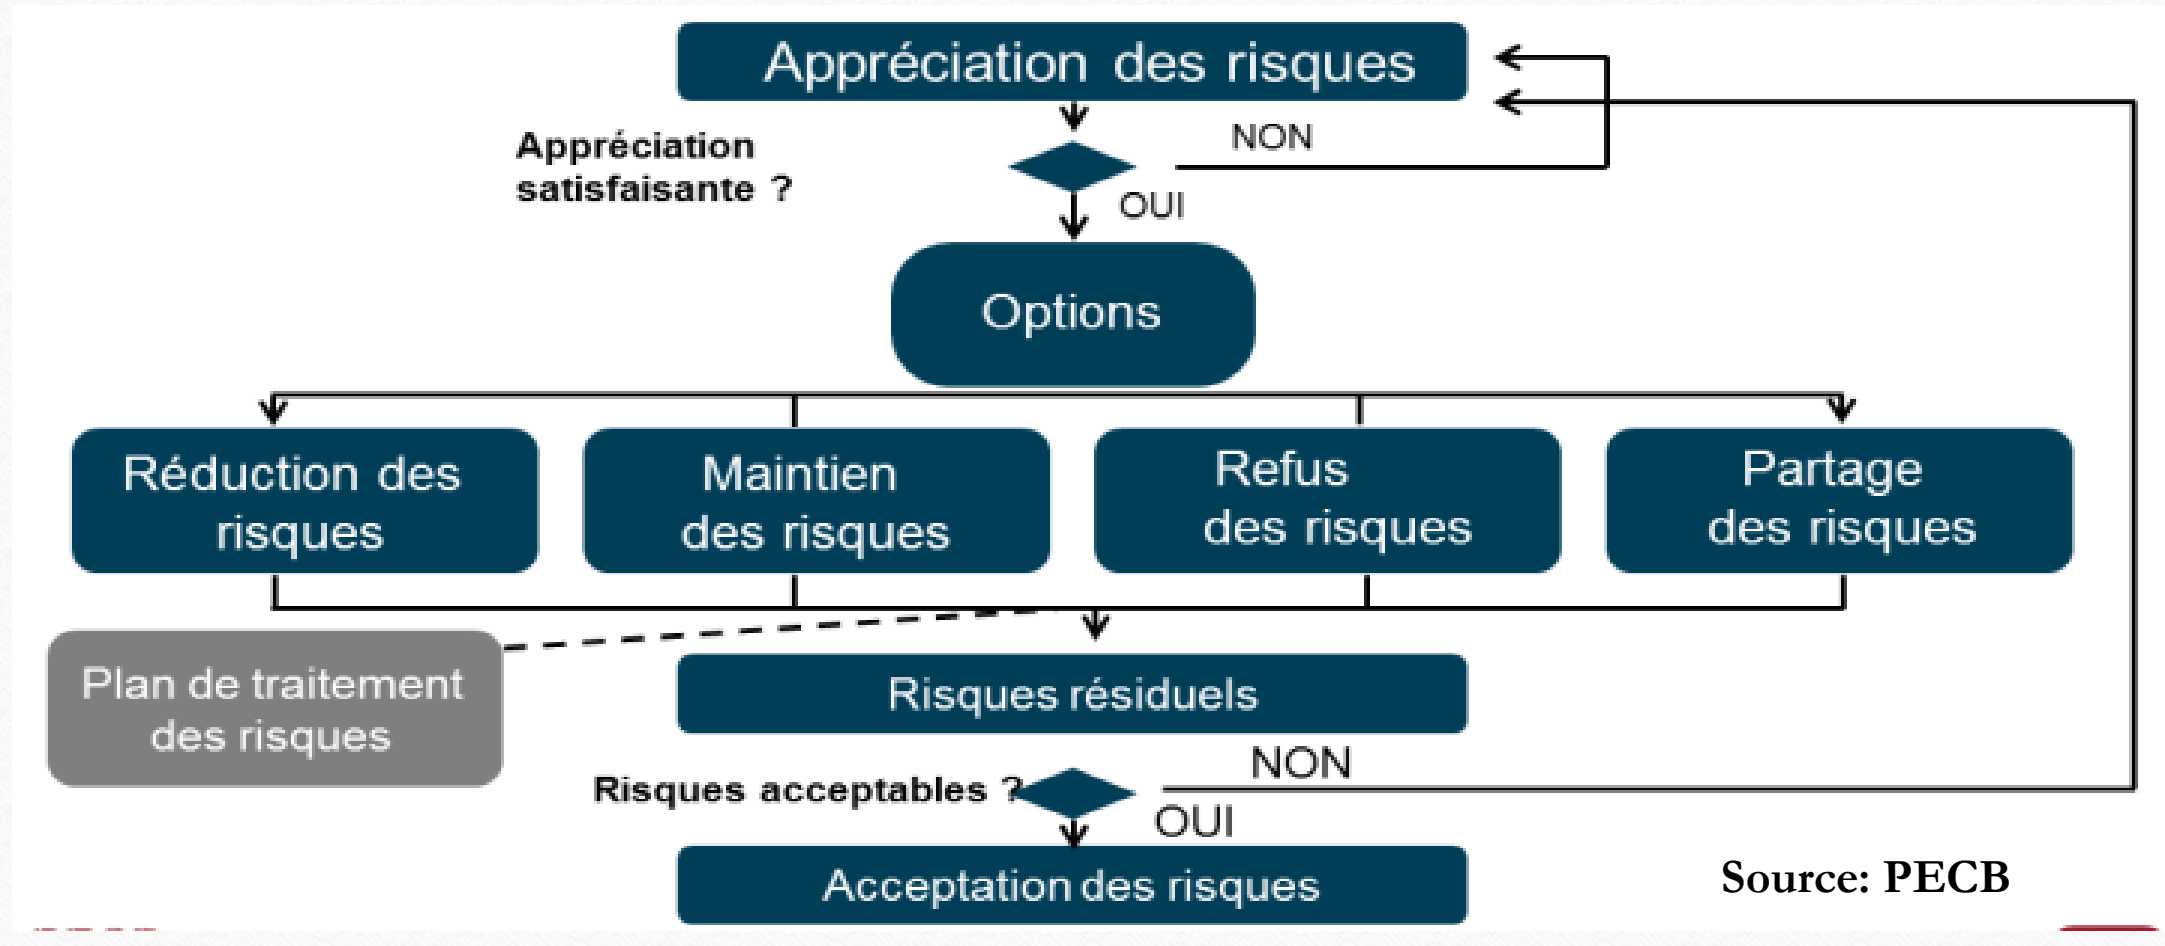 Appréciation des risques
Appréciation
satisfaisante ?
NON
OUI
Options
Réduction des
risques
Maintien
des risques
Refus
des risques
Partage
des risques
Plan de traitement
des risques
Risques résiduels
Risques acceptables ?
NON
OUI
Acceptation des risques
Source: PECB